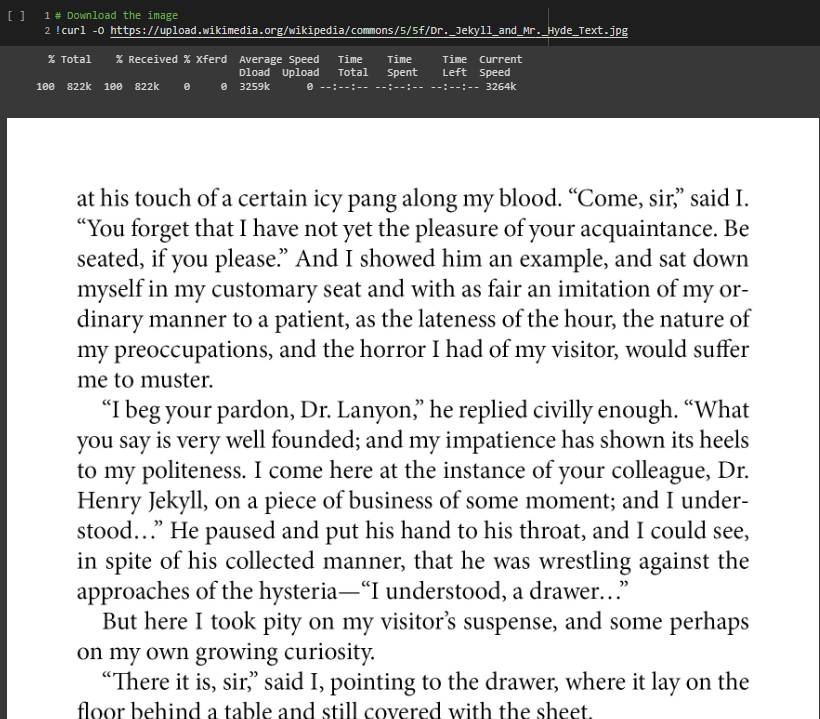 [ ] 1 # Download the image
2 !curl -O https://upload.wikimedia.org/wikipedia/commons/5/5f/Dr._Jekyll_and_Mr._Hyde_Text.jpg
% Total % Received % Xferd Average Speed Time Time Time Current
Dload Upload Total Spent Left Speed
100 822k 100 822k 0 0 3259k 0 --:--:-- --:--:-- --:--:-- 3264k
at his touch of a certain icy pang along my blood. “Come, sir,” said I.
“You forget that I have not yet the pleasure of your acquaintance. Be
seated, if you please.” And I showed him an example, and sat down
myself in my customary seat and with as fair an imitation of my or-
dinary manner to a patient, as the lateness of the hour, the nature of
my preoccupations, and the horror I had of my visitor, would suffer
me to muster.
“I beg your pardon, Dr. Lanyon,” he replied civilly enough. “What
you say is very well founded; and my impatience has shown its heels
to my politeness. I come here at the instance of your colleague, Dr.
Henry Jekyll, on a piece of business of some moment; and I under-
stood…” He paused and put his hand to his throat, and I could see,
in spite of his collected manner, that he was wrestling against the
approaches of the hysteria—“I understood, a drawer…”
But here I took pity on my visitor’s suspense, and some perhaps
on my own growing curiosity.
“There it is, sir,” said I, pointing to the drawer, where it lay on the
floor behind a table and still covered with the sheet.